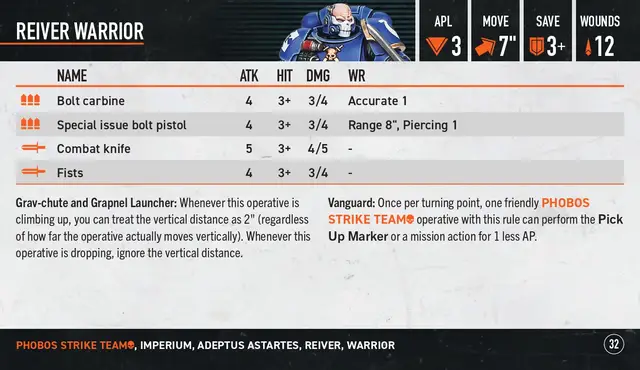 REIVER WARRIOR
APL MOVE SAVE WOUNDS
3 7" 3+ 12
NAME ATK HIT DMG WR
Bolt carbine 4 3+ 3/4 Accurate 1
Special issue bolt pistol 4 3+ 3/4 Range 8", Piercing 1
Combat knife 5 3+ 4/5 -
Fists 4 3+ 3/4 -
Grav-chute and Grapnel Launcher: Whenever this operative is
climbing up, you can treat the vertical distance as 2" (regardless
of how far the operative actually moves vertically). Whenever this
operative is dropping, ignore the vertical distance.
Vanguard: Once per turning point, one friendly PHOBOS
STRIKE TEAM operative with this rule can perform the Pick
Up Marker or a mission action for 1 less AP.
PHOBOS STRIKE TEAM, IMPERIUM, ADEPTUS ASTARTES, REIVER, WARRIOR
32